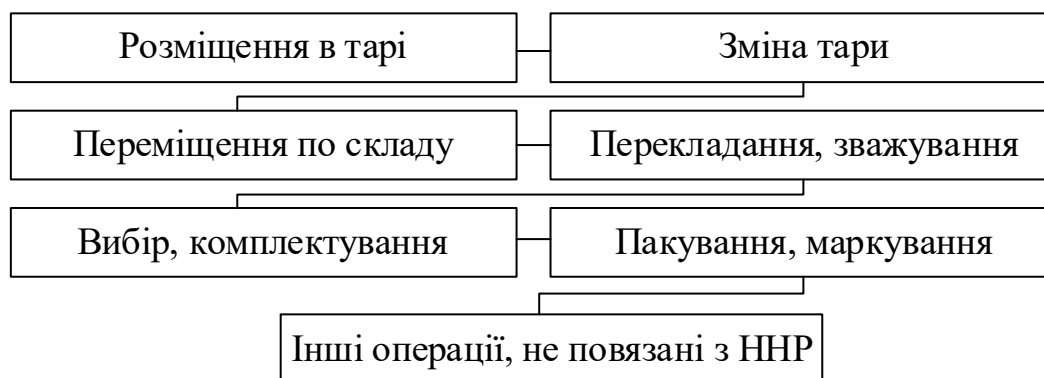 Розміщення в тарі
Зміна тари
Переміщення по складу
Перекладання, зважування
Вибір, комплектування
Пакування, маркування
Інші операції, не повязані з ННР